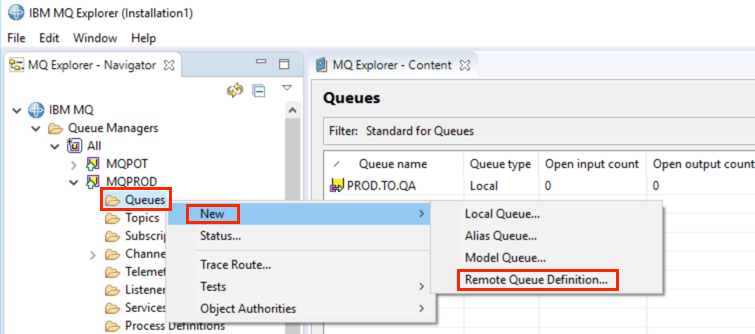 IBM MQ Explorer (Installation1)
File Edit Window Help
MQ Explorer - Navigator
MQ Explorer - Content
IBM MQ
Queue Managers
All
MQPOT
MQPROD
Queues
Topics
Subscrip
Channe
Teleme
Listener
Services
Process Definitions
Queues
Filter: Standard for Queues
Queue name Queue type Open input count Open output count
PROD.TO.QA Local 0 0
New
Status...
Trace Route...
Tests
Object Authorities
Local Queue...
Alias Queue...
Model Queue...
Remote Queue Definition...